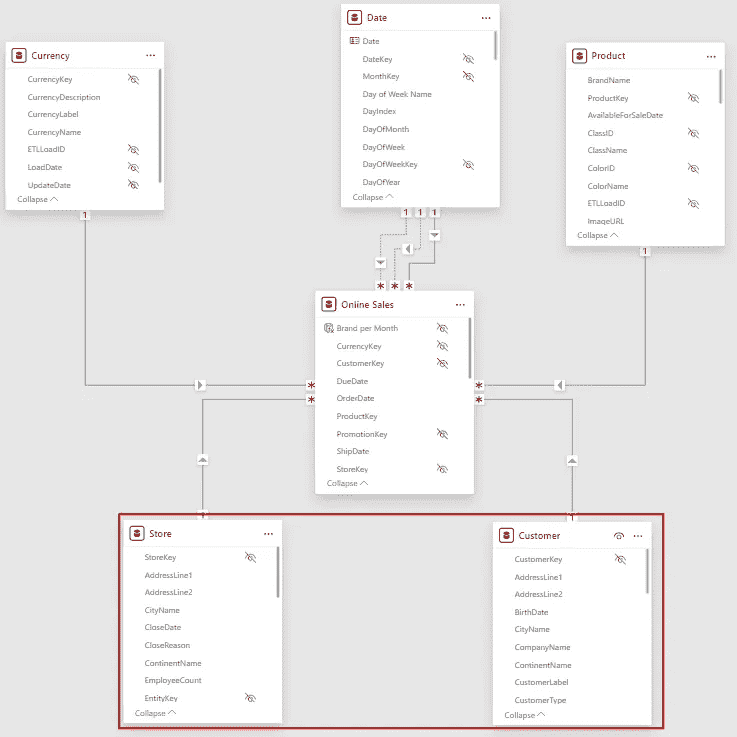 Currency
CurrencyKey
CurrencyDescription
CurrencyLabel
CurrencyName
ETLLoadID
LoadDate
UpdateDate
Collapse
1
Date
Date
DateKey
MonthKey
Day of Week Name
DayIndex
DayOfMonth
DayOfWeek
DayOfWeekKey
DayOfYear
Collapse
1 1 1
* * *
Product
BrandName
ProductKey
AvailableForSaleDate
ClassID
ClassName
ColorID
ColorName
ETLLoadID
ImageURL
Collapse
1
Online Sales
Brand per Month
CurrencyKey
CustomerKey
DueDate
OrderDate
ProductKey
PromotionKey
ShipDate
StoreKey
Collapse
* *
* *
1
Store
StoreKey
AddressLine1
AddressLine2
CityName
CloseDate
CloseReason
ContinentName
EmployeeCount
EntityKey
Collapse
1
Customer
CustomerKey
AddressLine1
AddressLine2
BirthDate
CityName
CompanyName
ContinentName
CustomerLabel
CustomerType
Collapse